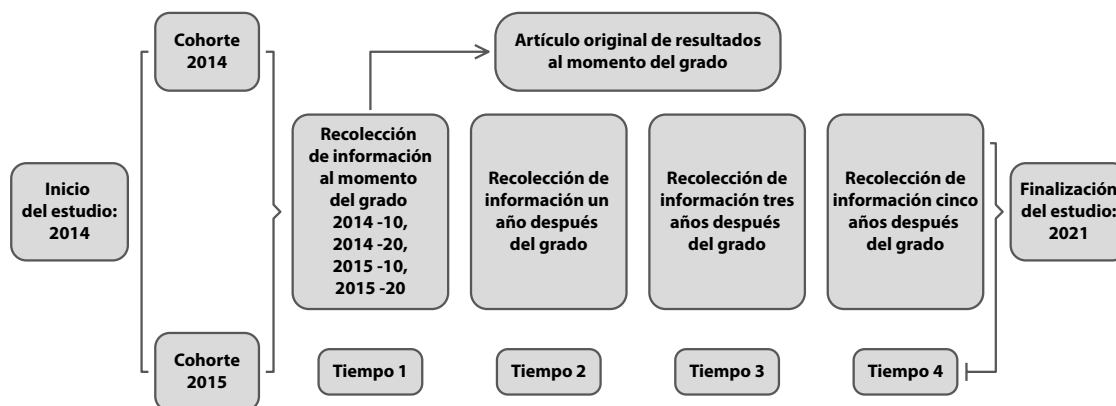 Inicio
del estudio:
2014
Cohorte
2014
Cohorte
2015
Artículo original de resultados
al momento del grado
Recolección
de información
al momento
del grado
2014 -10,
2014 -20,
2015 -10,
2015 -20
Tiempo 1
Recolección de
información un
año después
del grado
Tiempo 2
Recolección de
información tres
años después
del grado
Tiempo 3
Recolección de
información cinco
años después
del grado
Tiempo 4
Finalización
del estudio:
2021